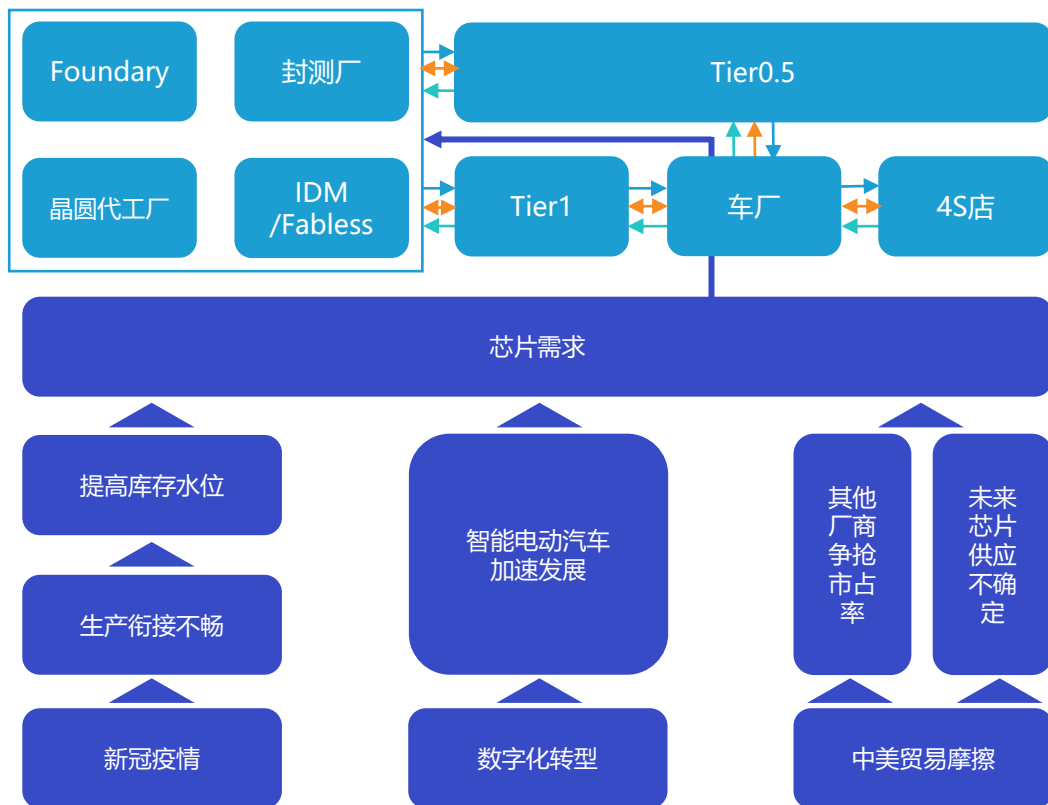 Foundary
封测厂
Tier0.5
晶圆代工厂
IDM
/Fabless
Tier1
车厂
4S店
芯片需求
提高库存水位
智能电动汽车
加速发展
其他
厂商
争抢
市占
率
未来
芯片
供应
不确
定
生产衔接不畅
新冠疫情
数字化转型
中美贸易摩擦